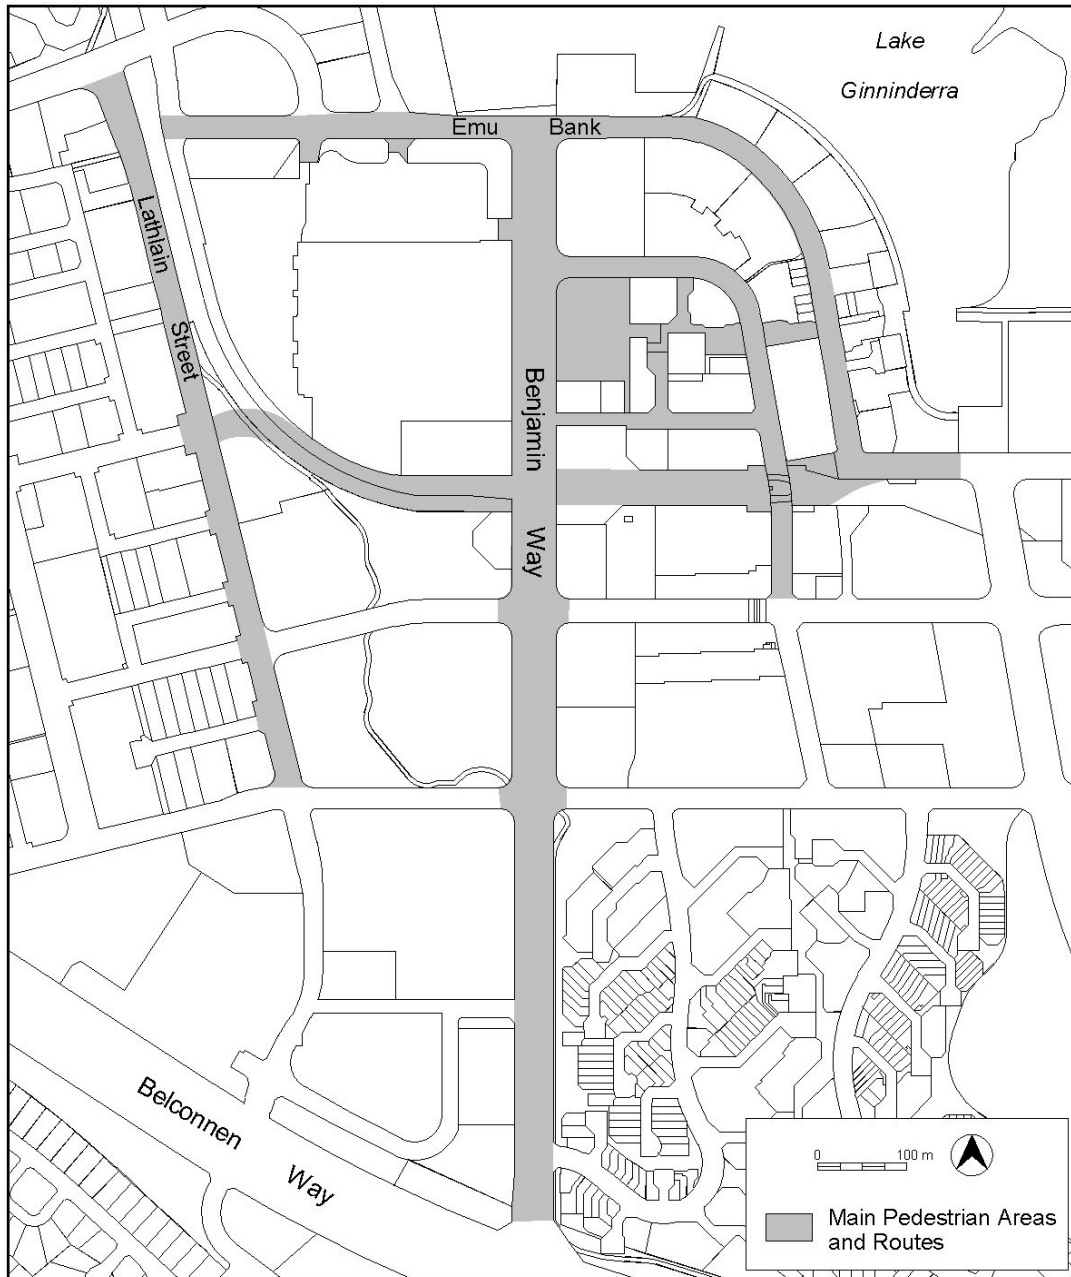 Lake
Ginninderra
Emu Bank
Lathlain
Street
Benjamin
Way
Belconnen
Way
0 100 m
Main Pedestrian Areas
and Routes